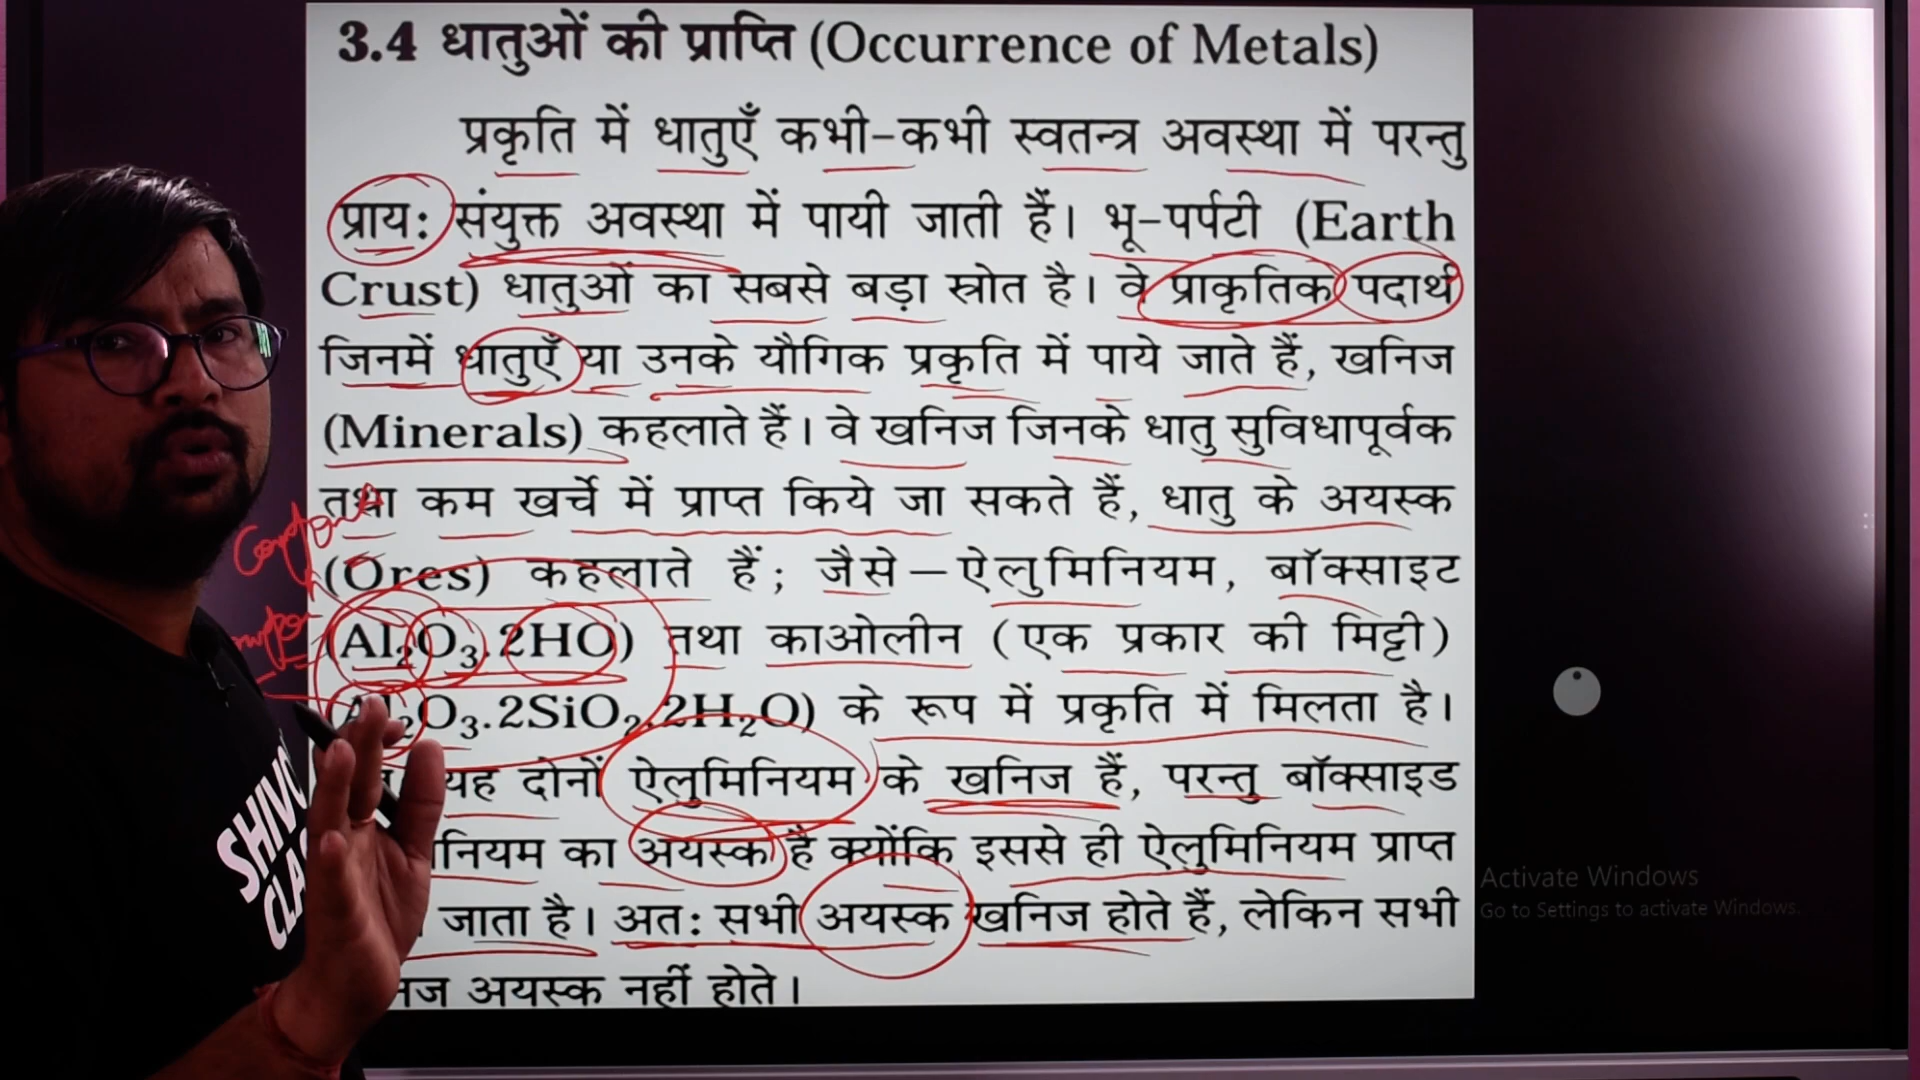 3.4 धातुओं की प्राप्ति (Occurrence of Metals)
प्रकृति में धातुएँ कभी-कभी स्वतन्त्र अवस्था में परन्तु
प्राय: संयुक्त अवस्था में पायी जाती हैं। भू-पर्पटी (Earth
Crust) धातुओं का सबसे बड़ा स्रोत है। वे प्राकृतिक पदार्थ
जिनमें धातुएँ या उनके यौगिक प्रकृति में पाये जाते हैं, खनिज
(Minerals) कहलाते हैं। वे खनिज जिनके धातु सुविधापूर्वक
तथा कम खर्चे में प्राप्त किये जा सकते हैं, धातु के अयस्क
(Ores) कहलाते हैं; जैसे–ऐलुमिनियम, बॉक्साइट
(Al₂O₃.2HO) तथा काओलीन (एक प्रकार की मिट्टी)
(Al₂O₃.2SiO₂.2H₂O) के रूप में प्रकृति में मिलता है।
यह दोनों ऐलुमिनियम के खनिज हैं, परन्तु बॉक्साइड
का अयस्क है क्योंकि इससे ही ऐलुमिनियम प्राप्त
जाता है। अत: सभी अयस्क खनिज होते हैं, लेकिन सभी
अयस्क नहीं होते।
Activate Windows
Go to Settings to activate Windows.